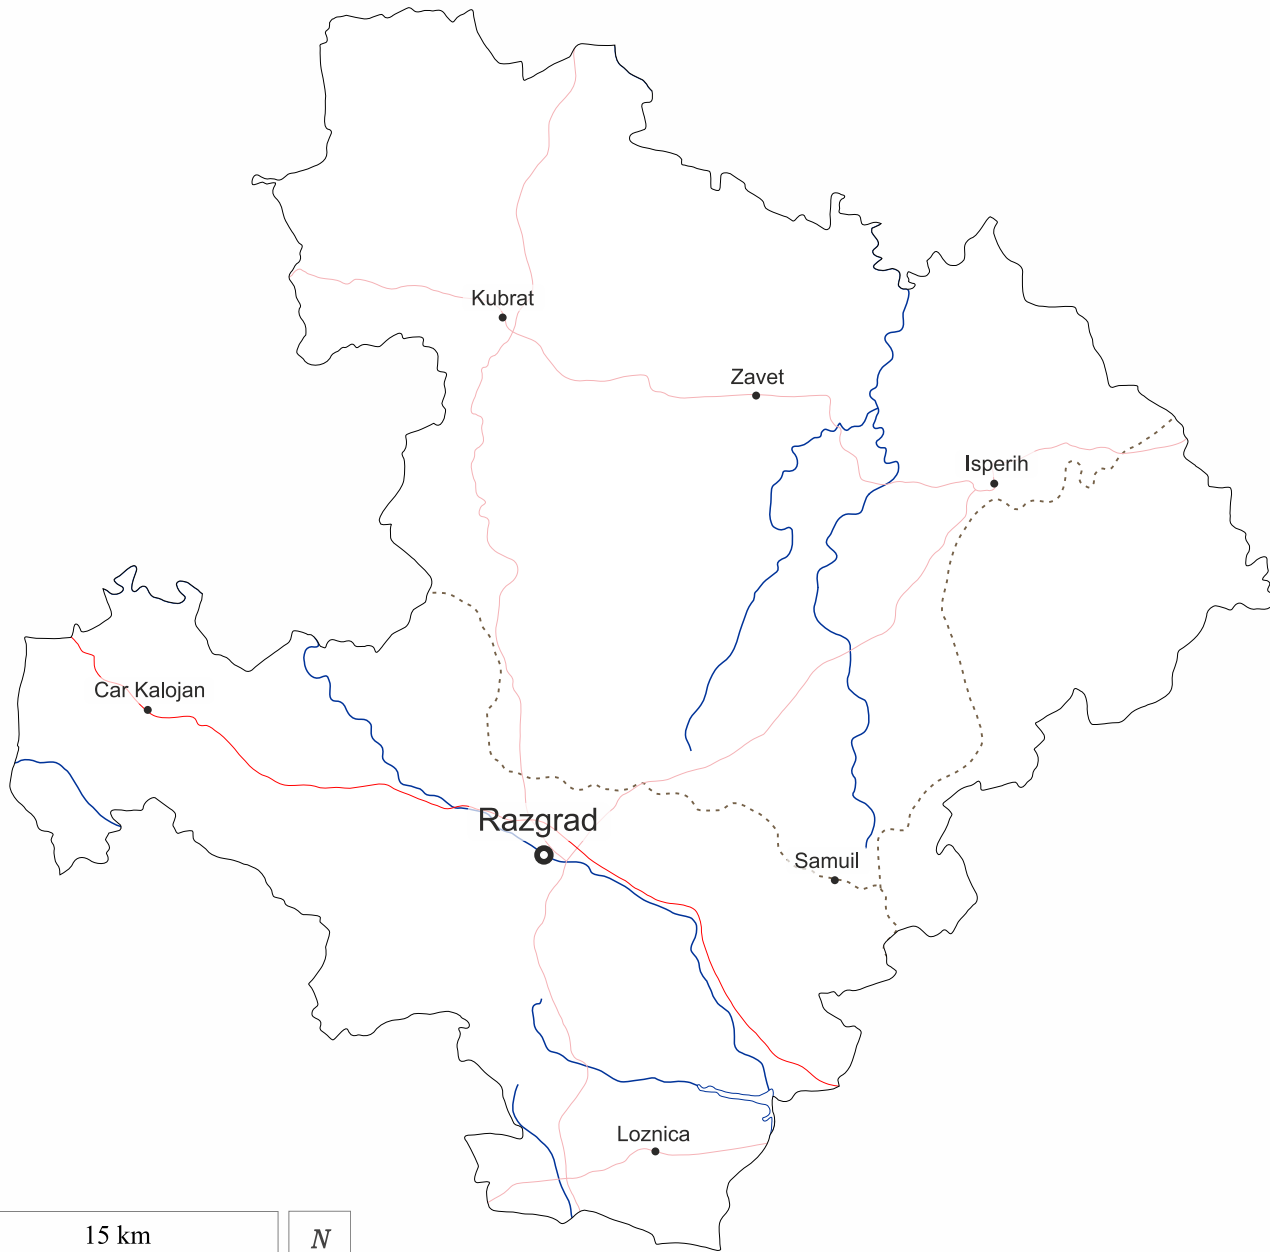 Kubrat
Zavet
Isperih
Car Kalojan
Razgrad
Samuil
Loznica
15 km
N